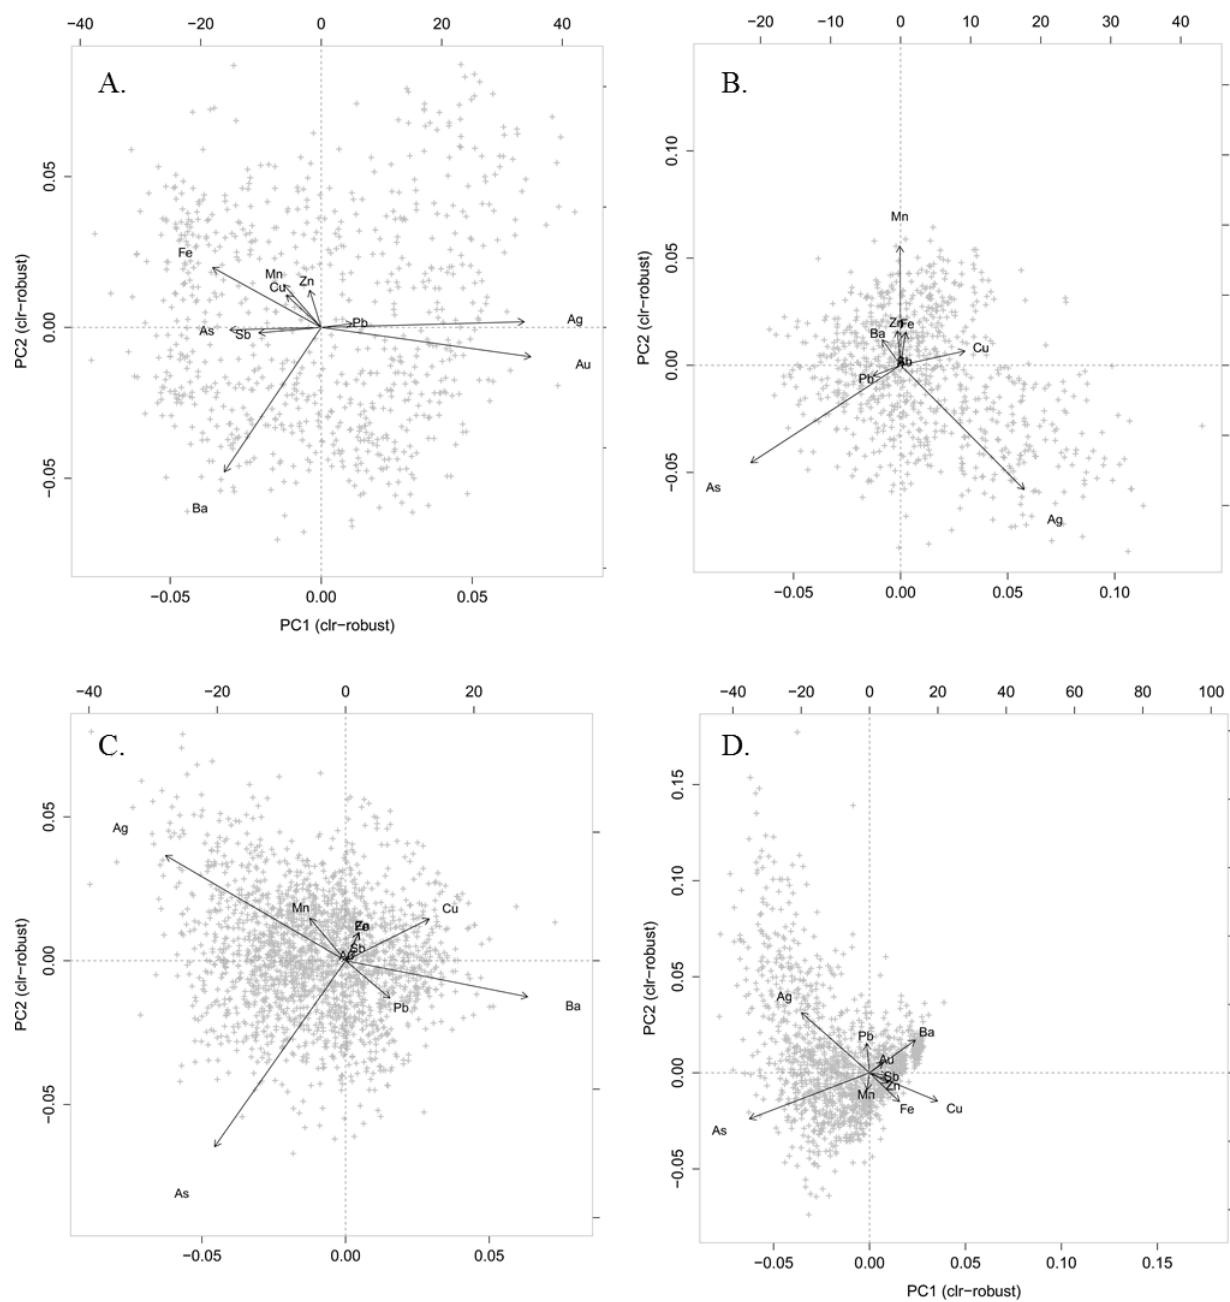 −40 −20 0 20 40
A.
0.05
Fe
Mn
Zn
Cu
PC2 (clr−robust)
0.00
As
Sb
Pb
Ag
Au
−0.05
Ba
−0.05 0.00 0.05
PC1 (clr−robust)
−20 −10 0 10 20 30 40
B.
0.10
0.05
Mn
Zn
Fe
Ba
Cu
PC2 (clr−robust)
0.00
Pb
−0.05
As
Ag
−0.05 0.00 0.05 0.10
−40 −20 0 20
C.
0.05
Ag
Mn
Cu
Sb
PC2 (clr−robust)
0.00
Pb
Ba
−0.05
As
−0.05 0.00 0.05
−40 −20 0 20 40 60 80 100
D.
0.15
0.10
0.05
PC2 (clr−robust)
Ag
Pb
Ba
Au
0.00
Sb
Zn
Mn
Fe
Cu
As
−0.05
−0.05 0.00 0.05 0.10 0.15
PC1 (clr−robust)